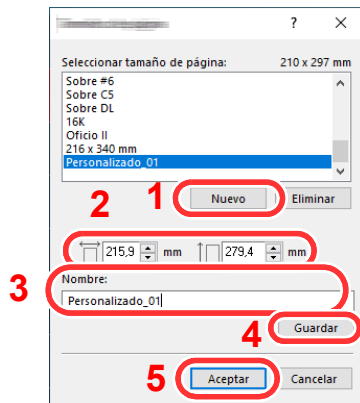 ? ×
Seleccionar tamaño de página: 210 x 297 mm
Sobre #6
Sobre C5
Sobre DL
16K
Oficio II
216 x 340 mm
Personalizado_01
2 1 Nuevo Eliminar
215,9 mm 279,4 mm
3 Nombre:
Personalizado_01
4 Guardar
5 Aceptar Cancelar